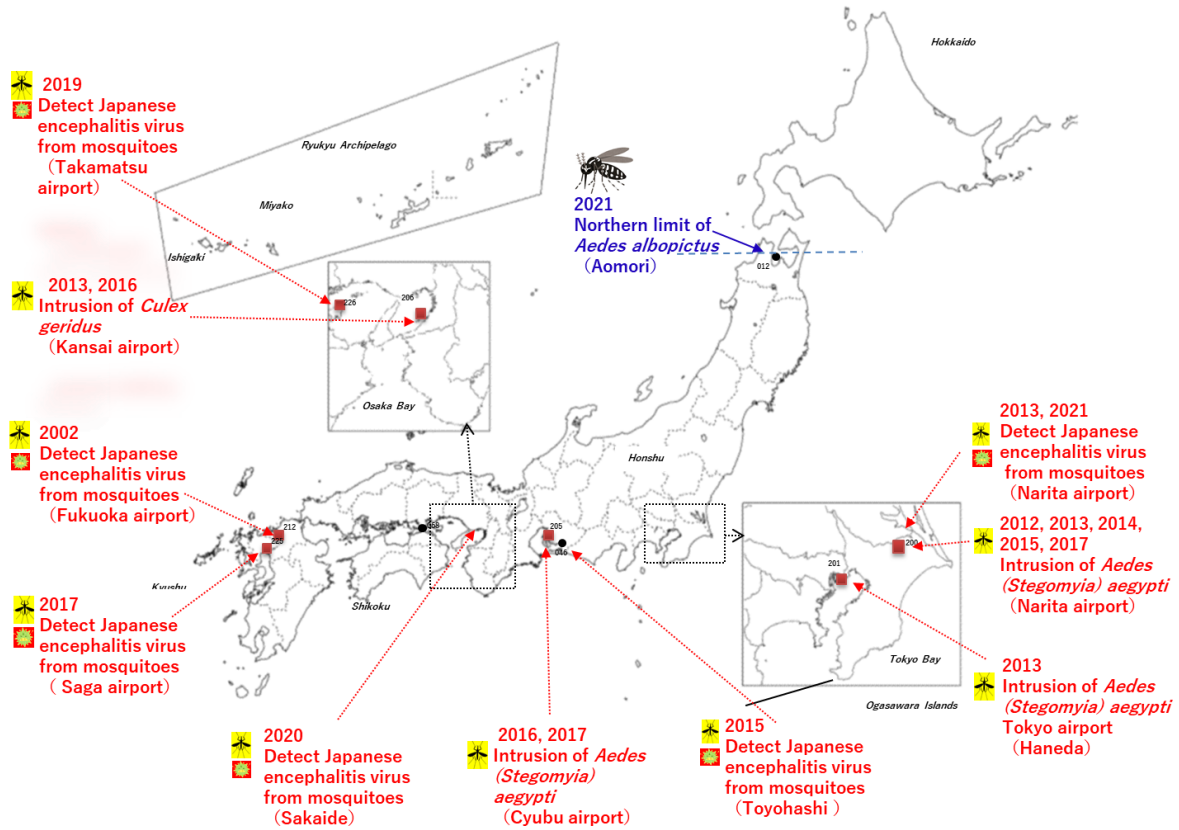 Hokkaido
2019
Detect Japanese
encephalitis virus
from mosquitoes
（Takamatsu
airport）
Ryukyu Archipelago
Miyako
Ishigaki
2021
Northern limit of
Aedes albopictus
（Aomori）
012
2013, 2016
Intrusion of Culex
geridus
（Kansai airport）
226
206
Osaka Bay
2002
Detect Japanese
encephalitis virus
from mosquitoes
（Fukuoka airport）
Honshu
2013, 2021
Detect Japanese
encephalitis virus
from mosquitoes
（Narita airport）
212
225
205
046
Kyushu
Shikoku
200
201
Tokyo Bay
Ogasawara Islands
2012, 2013, 2014,
2015, 2017
Intrusion of Aedes
(Stegomyia) aegypti
（Narita airport）
2017
Detect Japanese
encephalitis virus
from mosquitoes
（ Saga airport）
2013
Intrusion of Aedes
(Stegomyia) aegypti
Tokyo airport
（Haneda）
2020
Detect Japanese
encephalitis virus
from mosquitoes
（Sakaide）
2016, 2017
Intrusion of Aedes
(Stegomyia)
aegypti
（Cyubu airport）
2015
Detect Japanese
encephalitis virus
from mosquitoes
（Toyohashi ）